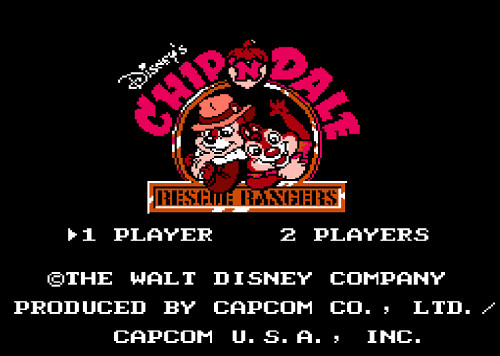 Disney's
CHIP 'N DALE
RESCUE RANGERS
1 PLAYER 2 PLAYERS
©THE WALT DISNEY COMPANY
PRODUCED BY CAPCOM CO., LTD./
CAPCOM U.S.A., INC.